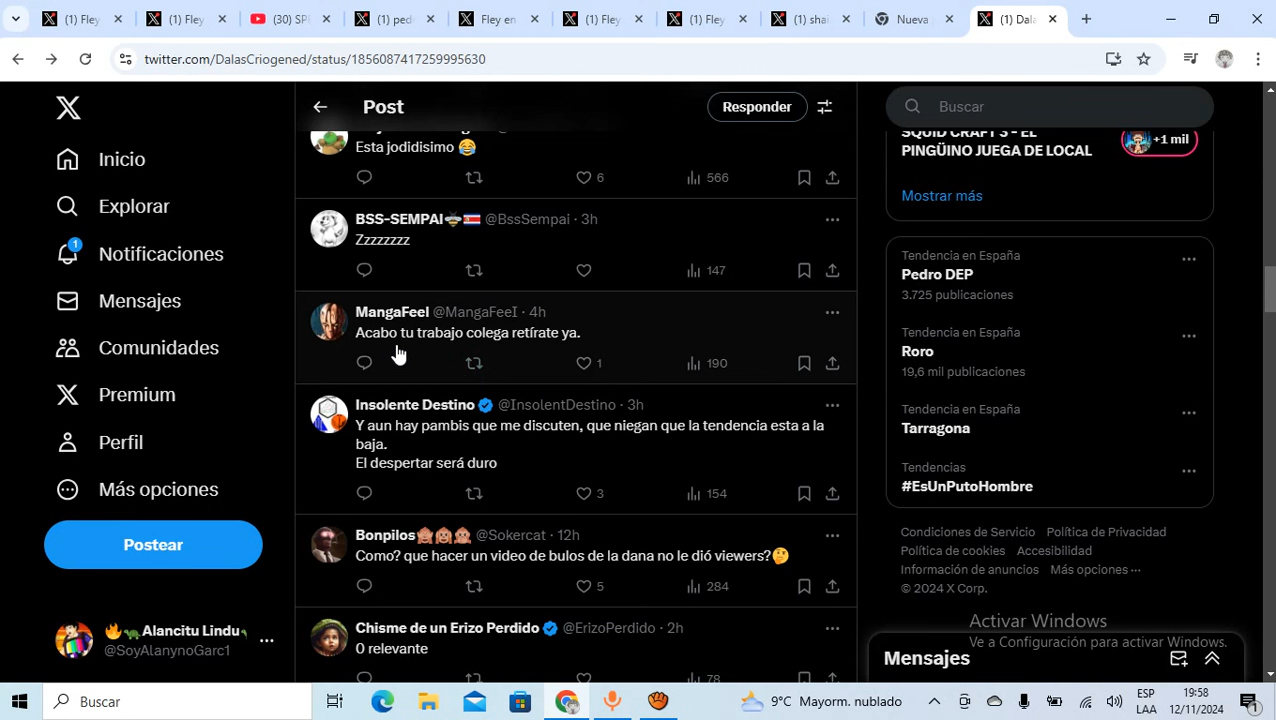 (1) Fley
(1) Fley
(30) SP
(1) ped
Fley en
(1) Fley
(1) Fley
(1) sha
Nueva
(1) Dala
twitter.com/DalasCriogened/status/1856087417259995630
Inicio
Explorar
1
Notificaciones
Mensajes
Comunidades
Premium
Perfil
Más opciones
Postear
Alancitu Lindu
@SoyAlanynoGarc1
Post
Responder
Esta jodidisimo 😂
6 566
BSS-SEMPAI🐝🇨🇷 @BssSempai · 3h
Zzzzzzzz
147
MangaFeel @MangaFeeI · 4h
Acabo tu trabajo colega retírate ya.
1 190
Insolente Destino @InsolentDestino · 3h
Y aun hay pambis que me discuten, que niegan que la tendencia esta a la
baja.
El despertar será duro
3 154
Bonpilos🙈🙉🙊 @Sokercat · 12h
Como? que hacer un video de bulos de la dana no le dió viewers?🤔
5 284
Chisme de un Erizo Perdido @ErizoPerdido · 2h
0 relevante
78
Buscar
SQUID CRAFT 3 - EL
PINGÜINO JUEGA DE LOCAL
+1 mil
Mostrar más
Tendencia en España
Pedro DEP
3.725 publicaciones
Tendencia en España
Roro
19,6 mil publicaciones
Tendencia en España
Tarragona
Tendencias
#EsUnPutoHombre
Condiciones de Servicio Política de Privacidad
Política de cookies Accesibilidad
Información de anuncios Más opciones ···
© 2024 X Corp.
Activar Windows
Ve a Configuración para activar Windows.
Mensajes
Buscar
9°C Mayorm. nublado
ESP
LAA
19:58
12/11/2024
1